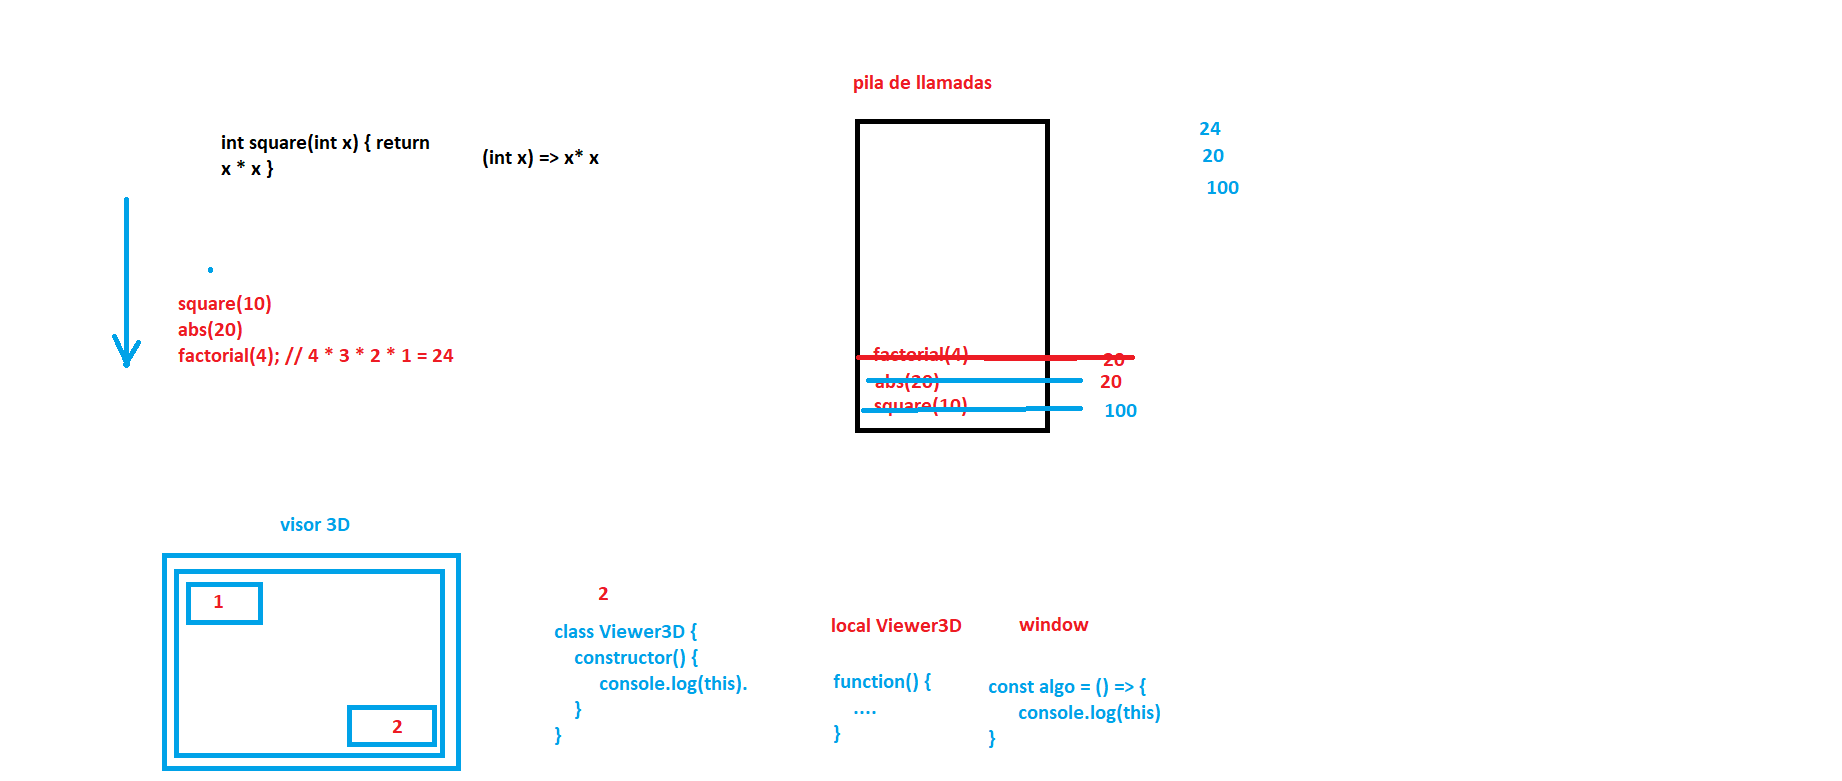 pila de llamadas
int square(int x) { return
x * x }
(int x) => x* x
24
20
100
square(10)
abs(20)
factorial(4); // 4 * 3 * 2 * 1 = 24
factorial(4)
20
abs(20)
20
square(10)
100
visor 3D
1
2
2
class Viewer3D {
constructor() {
console.log(this).
}
}
local Viewer3D
function() {
....
}
window
const algo = () => {
console.log(this)
}